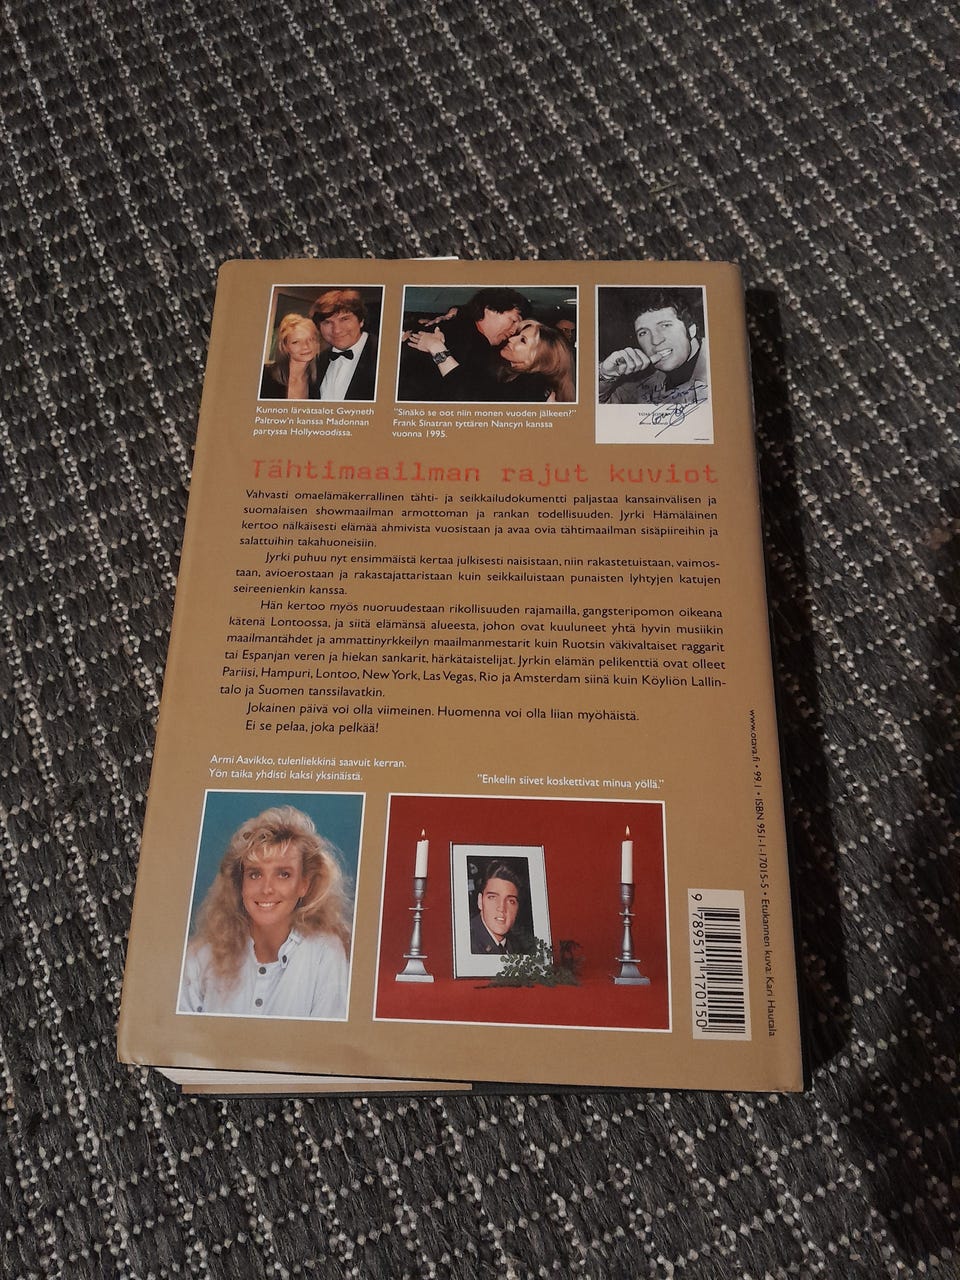 Kunnon lärvätsalot Gwyneth
Paltrow'n kanssa Madonnan
partyssa Hollywoodissa.
"Sinäkö se oot niin monen vuoden jälkeen?"
Frank Sinatran tyttären Nancyn kanssa
vuonna 1995.
Tähtimaailman rajut kuviot
Vahvasti omaelämäkerrallinen tähti- ja seikkailudokumentti paljastaa kansainvälisen ja
suomalaisen showmaailman armottoman ja rankan todellisuuden. Jyrki Hämäläinen
kertoo nälkäisesti elämää ahmivista vuosistaan ja avaa ovia tähtimaailman sisäpiireihin ja
salattuihin takahuoneisiin.
Jyrki puhuu nyt ensimmäistä kertaa julkisesti naisistaan, niin rakastetuistaan, vaimos-
taan, avioerostaan ja rakastajattaristaan kuin seikkailuistaan punaisten lyhtyjen katujen
seireenienkin kanssa.
Hän kertoo myös nuoruudestaan rikollisuuden rajamailla, gangsteripomon oikeana
kätenä Lontoossa, ja siitä elämänsä alueesta, johon ovat kuuluneet yhtä hyvin musiikin
maailmantähdet ja ammattinyrkkeilyn maailmanmestarit kuin Ruotsin väkivaltaiset raggarit
tai Espanjan veren ja hiekan sankarit, härkätaistelijat. Jyrkin elämän pelikenttiä ovat olleet
Pariisi, Hampuri, Lontoo, New York, Las Vegas, Rio ja Amsterdam siinä kuin Köyliön Lallin-
talo ja Suomen tanssilavatkin.
Jokainen päivä voi olla viimeinen. Huomenna voi olla liian myöhäistä.
Ei se pelaa, joka pelkää!
Armi Aavikko, tulenliekkinä saavuit kerran.
Yön taika yhdisti kaksi yksinäistä.
"Enkelin siivet koskettivat minua yöllä."
www.otava.fi • 99.1 • ISBN 951-1-17015-5 • Etukannen kuva: Kari Hautala
9 789511 170150